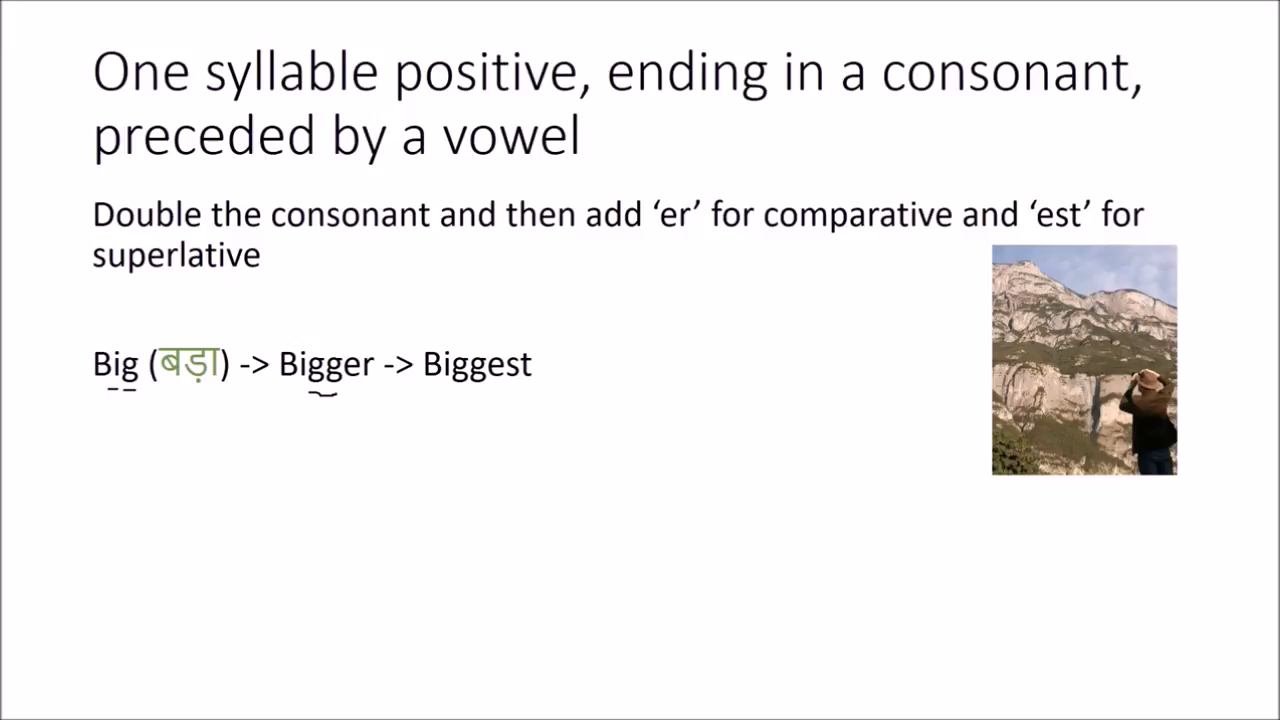 One syllable positive, ending in a consonant,
preceded by a vowel
Double the consonant and then add ‘er’ for comparative and ‘est’ for
superlative
Big (बड़ा) -> Bigger -> Biggest